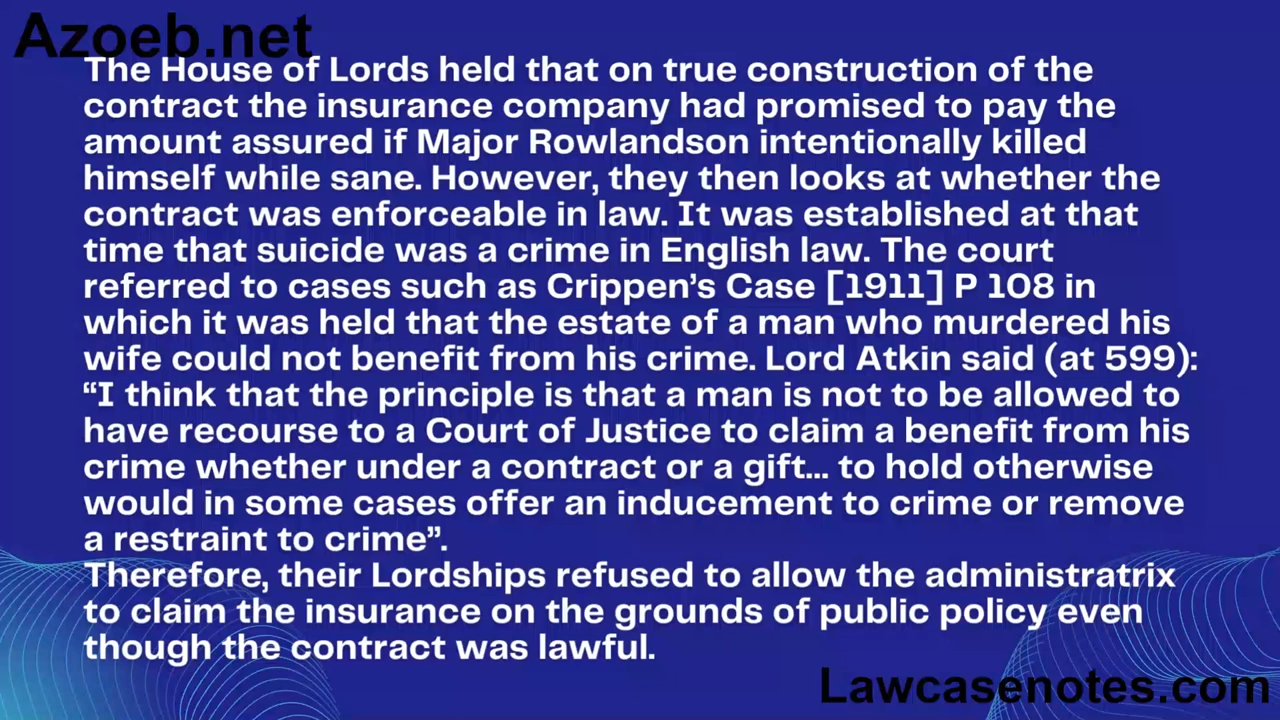 Azoeb.net
The House of Lords held that on true construction of the
contract the insurance company had promised to pay the
amount assured if Major Rowlandson intentionally killed
himself while sane. However, they then looks at whether the
contract was enforceable in law. It was established at that
time that suicide was a crime in English law. The court
referred to cases such as Crippen’s Case [1911] P 108 in
which it was held that the estate of a man who murdered his
wife could not benefit from his crime. Lord Atkin said (at 599):
“I think that the principle is that a man is not to be allowed to
have recourse to a Court of Justice to claim a benefit from his
crime whether under a contract or a gift... to hold otherwise
would in some cases offer an inducement to crime or remove
a restraint to crime”.
Therefore, their Lordships refused to allow the administratrix
to claim the insurance on the grounds of public policy even
though the contract was lawful.
Lawcasenotes.com